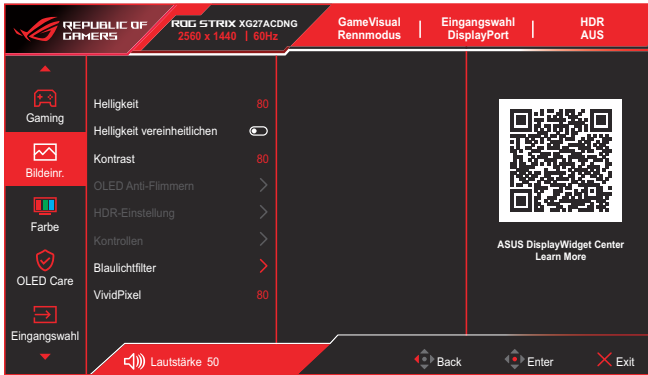 REPUBLIC OF
GAMERS
ROG STRIX XG27ACDNG
2560 x 1440 | 60Hz
GameVisual
Rennmodus
Eingangswahl
DisplayPort
HDR
AUS
Gaming
Bildeinr.
Farbe
OLED Care
Eingangswahl
Helligkeit 80
Helligkeit vereinheitlichen
Kontrast 80
OLED Anti-Flimmern
HDR-Einstellung
Kontrollen
Blaulichtfilter
VividPixel 80
ASUS DisplayWidget Center
Learn More
Lautstärke 50
Back
Enter
Exit